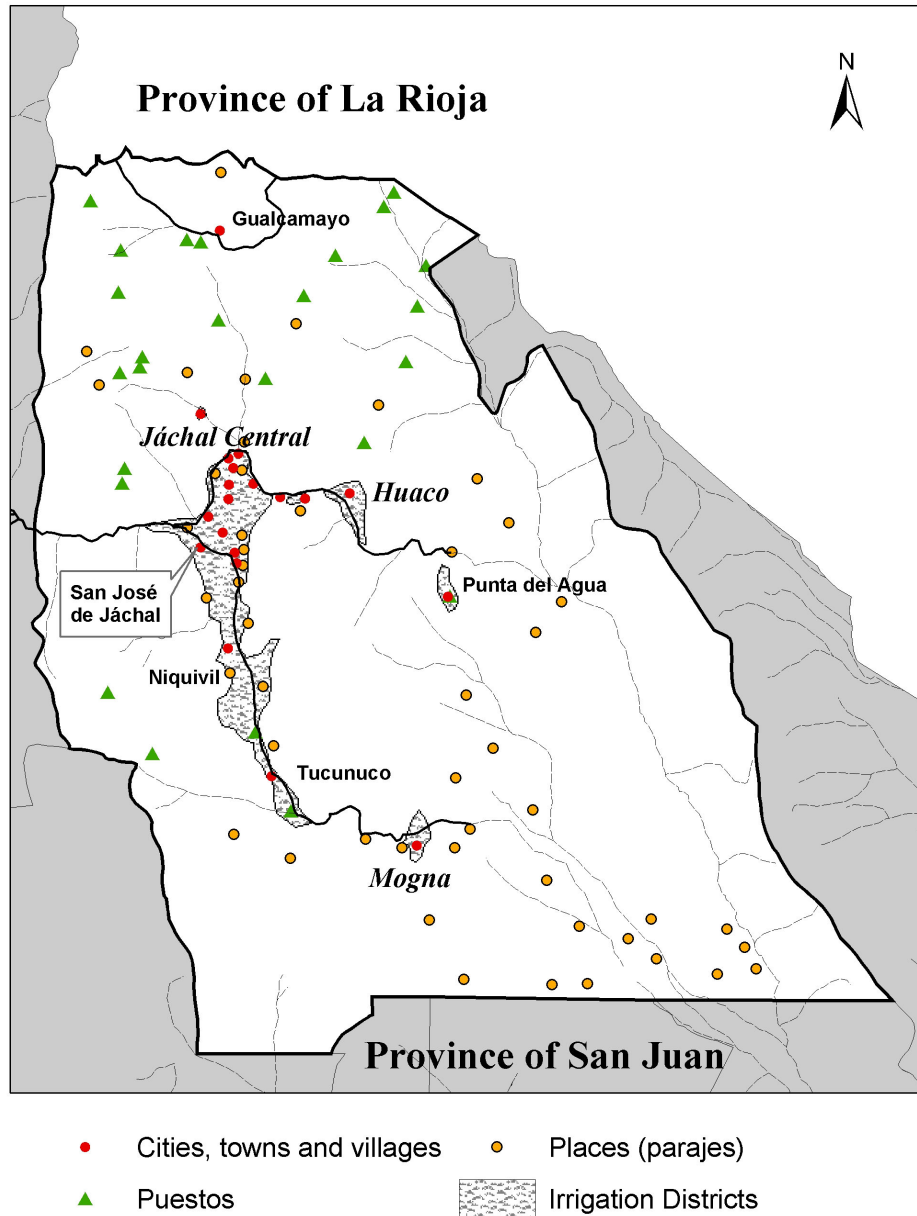 Province of La Rioja
N
Gualcamayo
Jáchal Central
Huaco
San José
de Jáchal
Punta del Agua
Niquivil
Tucunuco
Mogna
Province of San Juan
Cities, towns and villages
Places (parajes)
Puestos
Irrigation Districts